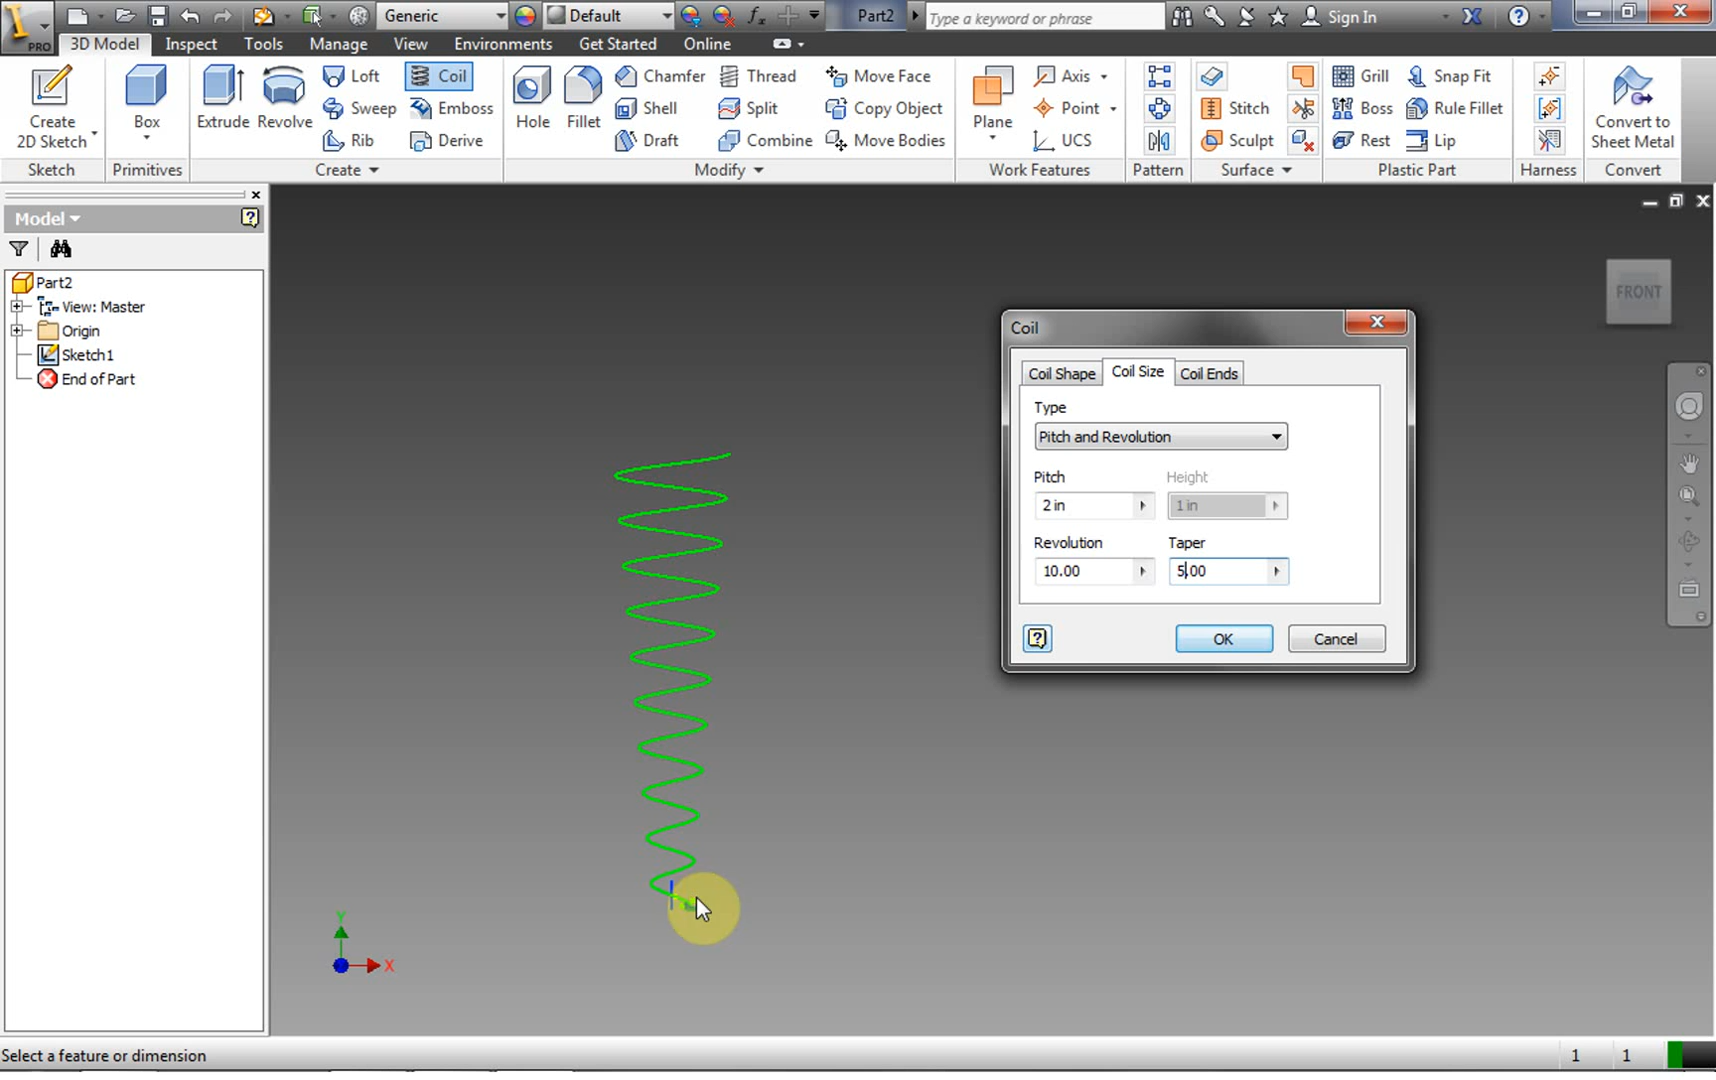 PRO
Generic
Default
fx
Part2
Type a keyword or phrase
Sign In
3D Model
Inspect
Tools
Manage
View
Environments
Get Started
Online
Create
2D Sketch
Sketch
Box
Primitives
Extrude
Revolve
Loft
Sweep
Rib
Coil
Emboss
Derive
Create
Hole
Fillet
Chamfer
Shell
Draft
Thread
Split
Combine
Move Face
Copy Object
Move Bodies
Modify
Plane
Axis
Point
UCS
Work Features
Pattern
Stitch
Sculpt
Surface
Grill
Boss
Rest
Snap Fit
Rule Fillet
Lip
Plastic Part
Harness
Convert to
Sheet Metal
Convert
Model
Part2
View: Master
Origin
Sketch1
End of Part
FRONT
Coil
Coil Shape
Coil Size
Coil Ends
Type
Pitch and Revolution
Pitch
Height
2 in
1 in
Revolution
Taper
10.00
5.00
OK
Cancel
Y
X
Select a feature or dimension
1
1